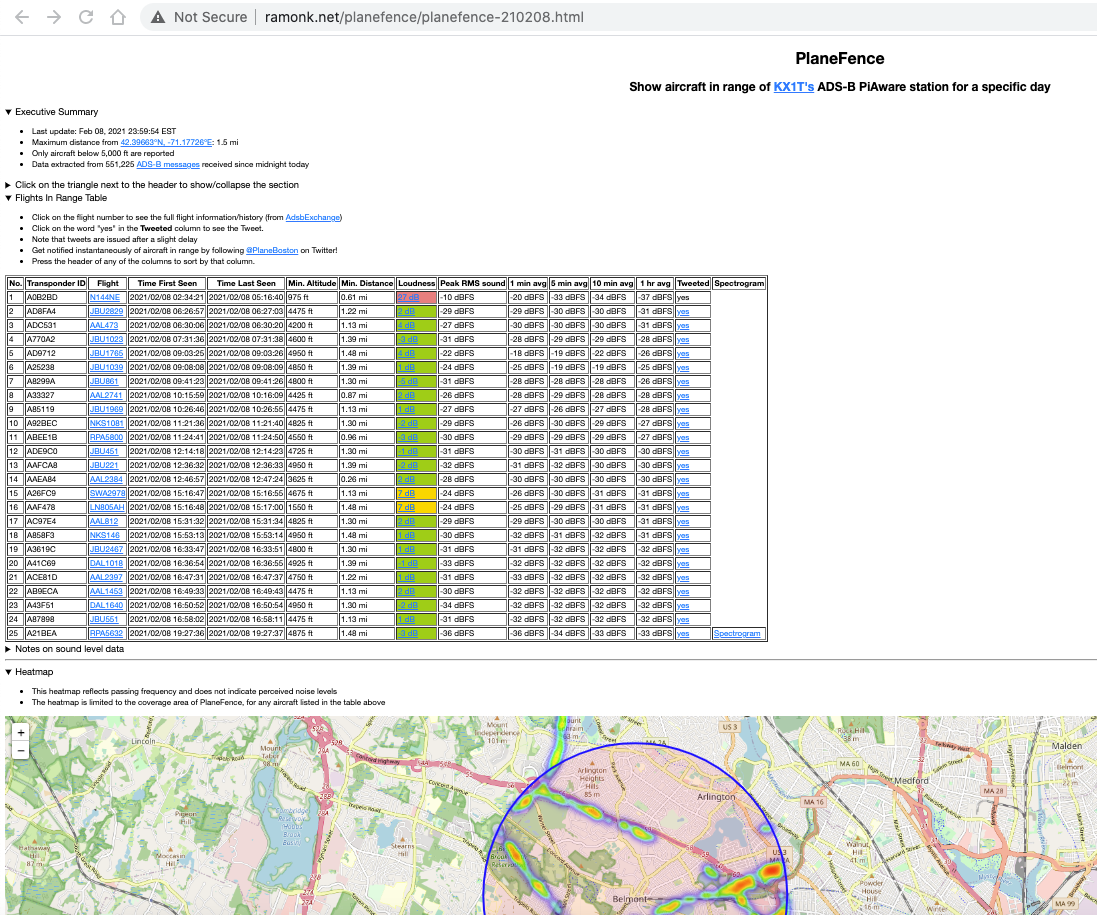 Not Secure | ramonk.net/planefence/planefence-210208.html
PlaneFence
Show aircraft in range of KX1T's ADS-B PiAware station for a specific day
▼ Executive Summary
• Last update: Feb 08, 2021 23:59:54 EST
• Maximum distance from 42.39663°N, -71.17726°E: 1.5 mi
• Only aircraft below 5,000 ft are reported
• Data extracted from 551,225 ADS-B messages received since midnight today
▶ Click on the triangle next to the header to show/collapse the section
▼ Flights In Range Table
• Click on the flight number to see the full flight information/history (from AdsbExchange)
• Click on the word "yes" in the Tweeted column to see the Tweet.
• Note that tweets are issued after a slight delay
• Get notified instantaneously of aircraft in range by following @PlaneBoston on Twitter!
• Press the header of any of the columns to sort by that column.
No. Transponder ID Flight Time First Seen Time Last Seen Min. Altitude Min. Distance Loudness Peak RMS sound 1 min avg 5 min avg 10 min avg 1 hr avg Tweeted Spectrogram
1 A0B2BD N144NE 2021/02/08 02:34:21 2021/02/08 05:16:40 975 ft 0.61 mi 27 dB -10 dBFS -20 dBFS -33 dBFS -34 dBFS -37 dBFS yes
2 AD8FA4 JBU2829 2021/02/08 06:26:57 2021/02/08 06:27:03 4475 ft 1.22 mi 2 dB -29 dBFS -29 dBFS -30 dBFS -30 dBFS -31 dBFS yes
3 ADC531 AAL473 2021/02/08 06:30:06 2021/02/08 06:30:20 4200 ft 1.13 mi 4 dB -27 dBFS -30 dBFS -30 dBFS -30 dBFS -31 dBFS yes
4 A770A2 JBU1023 2021/02/08 07:31:36 2021/02/08 07:31:38 4600 ft 1.39 mi -3 dB -31 dBFS -28 dBFS -29 dBFS -29 dBFS -28 dBFS yes
5 AD9712 JBU1765 2021/02/08 09:03:25 2021/02/08 09:03:26 4950 ft 1.48 mi 4 dB -22 dBFS -18 dBFS -19 dBFS -22 dBFS -26 dBFS yes
6 A25238 JBU1039 2021/02/08 09:08:08 2021/02/08 09:08:09 4850 ft 1.39 mi 1 dB -24 dBFS -25 dBFS -19 dBFS -19 dBFS -25 dBFS yes
7 A8299A JBU861 2021/02/08 09:41:23 2021/02/08 09:41:26 4800 ft 1.30 mi -5 dB -31 dBFS -28 dBFS -28 dBFS -28 dBFS -26 dBFS yes
8 A33327 AAL2741 2021/02/08 10:15:59 2021/02/08 10:16:09 4425 ft 0.87 mi 2 dB -26 dBFS -28 dBFS -28 dBFS -29 dBFS -28 dBFS yes
9 A85119 JBU1969 2021/02/08 10:26:46 2021/02/08 10:26:55 4475 ft 1.13 mi 1 dB -27 dBFS -27 dBFS -26 dBFS -27 dBFS -28 dBFS yes
10 A92BEC NKS1081 2021/02/08 11:21:36 2021/02/08 11:21:40 4825 ft 1.30 mi -2 dB -29 dBFS -30 dBFS -29 dBFS -29 dBFS -27 dBFS yes
11 ABEE1B RPA5800 2021/02/08 11:24:41 2021/02/08 11:24:50 4550 ft 0.96 mi -3 dB -30 dBFS -29 dBFS -29 dBFS -29 dBFS -27 dBFS yes
12 ADE9C0 JBU451 2021/02/08 12:14:18 2021/02/08 12:14:23 4725 ft 1.30 mi -1 dB -31 dBFS -30 dBFS -31 dBFS -30 dBFS -30 dBFS yes
13 AAFCA8 JBU221 2021/02/08 12:36:32 2021/02/08 12:36:33 4950 ft 1.39 mi -2 dB -32 dBFS -31 dBFS -31 dBFS -30 dBFS -30 dBFS yes
14 AAEA84 AAL2384 2021/02/08 12:46:57 2021/02/08 12:47:24 3625 ft 0.26 mi 2 dB -28 dBFS -30 dBFS -30 dBFS -30 dBFS -30 dBFS yes
15 A26FC9 SWA2978 2021/02/08 15:16:47 2021/02/08 15:16:55 4675 ft 1.13 mi 7 dB -24 dBFS -26 dBFS -30 dBFS -31 dBFS -31 dBFS yes
16 AAF478 LN805AH 2021/02/08 15:16:48 2021/02/08 15:17:00 1550 ft 1.48 mi 7 dB -24 dBFS -25 dBFS -29 dBFS -31 dBFS -31 dBFS yes
17 AC97E4 AAL812 2021/02/08 15:31:32 2021/02/08 15:31:34 4825 ft 1.30 mi 2 dB -29 dBFS -29 dBFS -30 dBFS -31 dBFS -31 dBFS yes
18 A858F3 NKS146 2021/02/08 15:53:13 2021/02/08 15:53:14 4950 ft 1.48 mi 1 dB -30 dBFS -31 dBFS -32 dBFS -32 dBFS -31 dBFS yes
19 A3619C JBU2467 2021/02/08 16:33:47 2021/02/08 16:33:51 4800 ft 1.30 mi 1 dB -31 dBFS -31 dBFS -32 dBFS -32 dBFS -32 dBFS yes
20 A41C69 DAL1018 2021/02/08 16:36:54 2021/02/08 16:36:55 4925 ft 1.39 mi -1 dB -33 dBFS -33 dBFS -32 dBFS -32 dBFS -32 dBFS yes
21 ACE81D AAL2397 2021/02/08 16:47:31 2021/02/08 16:47:37 4750 ft 1.22 mi 1 dB -31 dBFS -33 dBFS -32 dBFS -32 dBFS -32 dBFS yes
22 AB9ECA AAL1453 2021/02/08 16:49:33 2021/02/08 16:49:43 4475 ft 1.13 mi 2 dB -30 dBFS -32 dBFS -32 dBFS -32 dBFS -32 dBFS yes
23 A43F51 DAL1640 2021/02/08 16:50:52 2021/02/08 16:50:54 4950 ft 1.30 mi -2 dB -34 dBFS -32 dBFS -32 dBFS -32 dBFS -32 dBFS yes
24 A87898 JBU551 2021/02/08 16:58:02 2021/02/08 16:58:11 4475 ft 1.13 mi 1 dB -31 dBFS -32 dBFS -32 dBFS -32 dBFS -32 dBFS yes
25 A21BEA RPA5632 2021/02/08 19:27:36 2021/02/08 19:27:37 4875 ft 1.48 mi -3 dB -36 dBFS -36 dBFS -34 dBFS -33 dBFS -33 dBFS yes Spectrogram
▶ Notes on sound level data
▼ Heatmap
• This heatmap reflects passing frequency and does not indicate perceived noise levels
• The heatmap is limited to the coverage area of PlaneFence, for any aircraft listed in the table above
+
−
Lincoln
Mount Tabor 98 m
Mount Independence 101 m
US 3
MA 2A
Malden
MA 60
Medford
Arlington Heights Hills 85 m
Arlington
MA 16
MA 28
Concord Highway
Cambridge Reservoir Hobbs Brook Basin
Pigeon Hill
Moccasin Hill
Stearns Hill
Walnut Hill 41 m
Powder House Hill
Belmont
Winter
MA 99